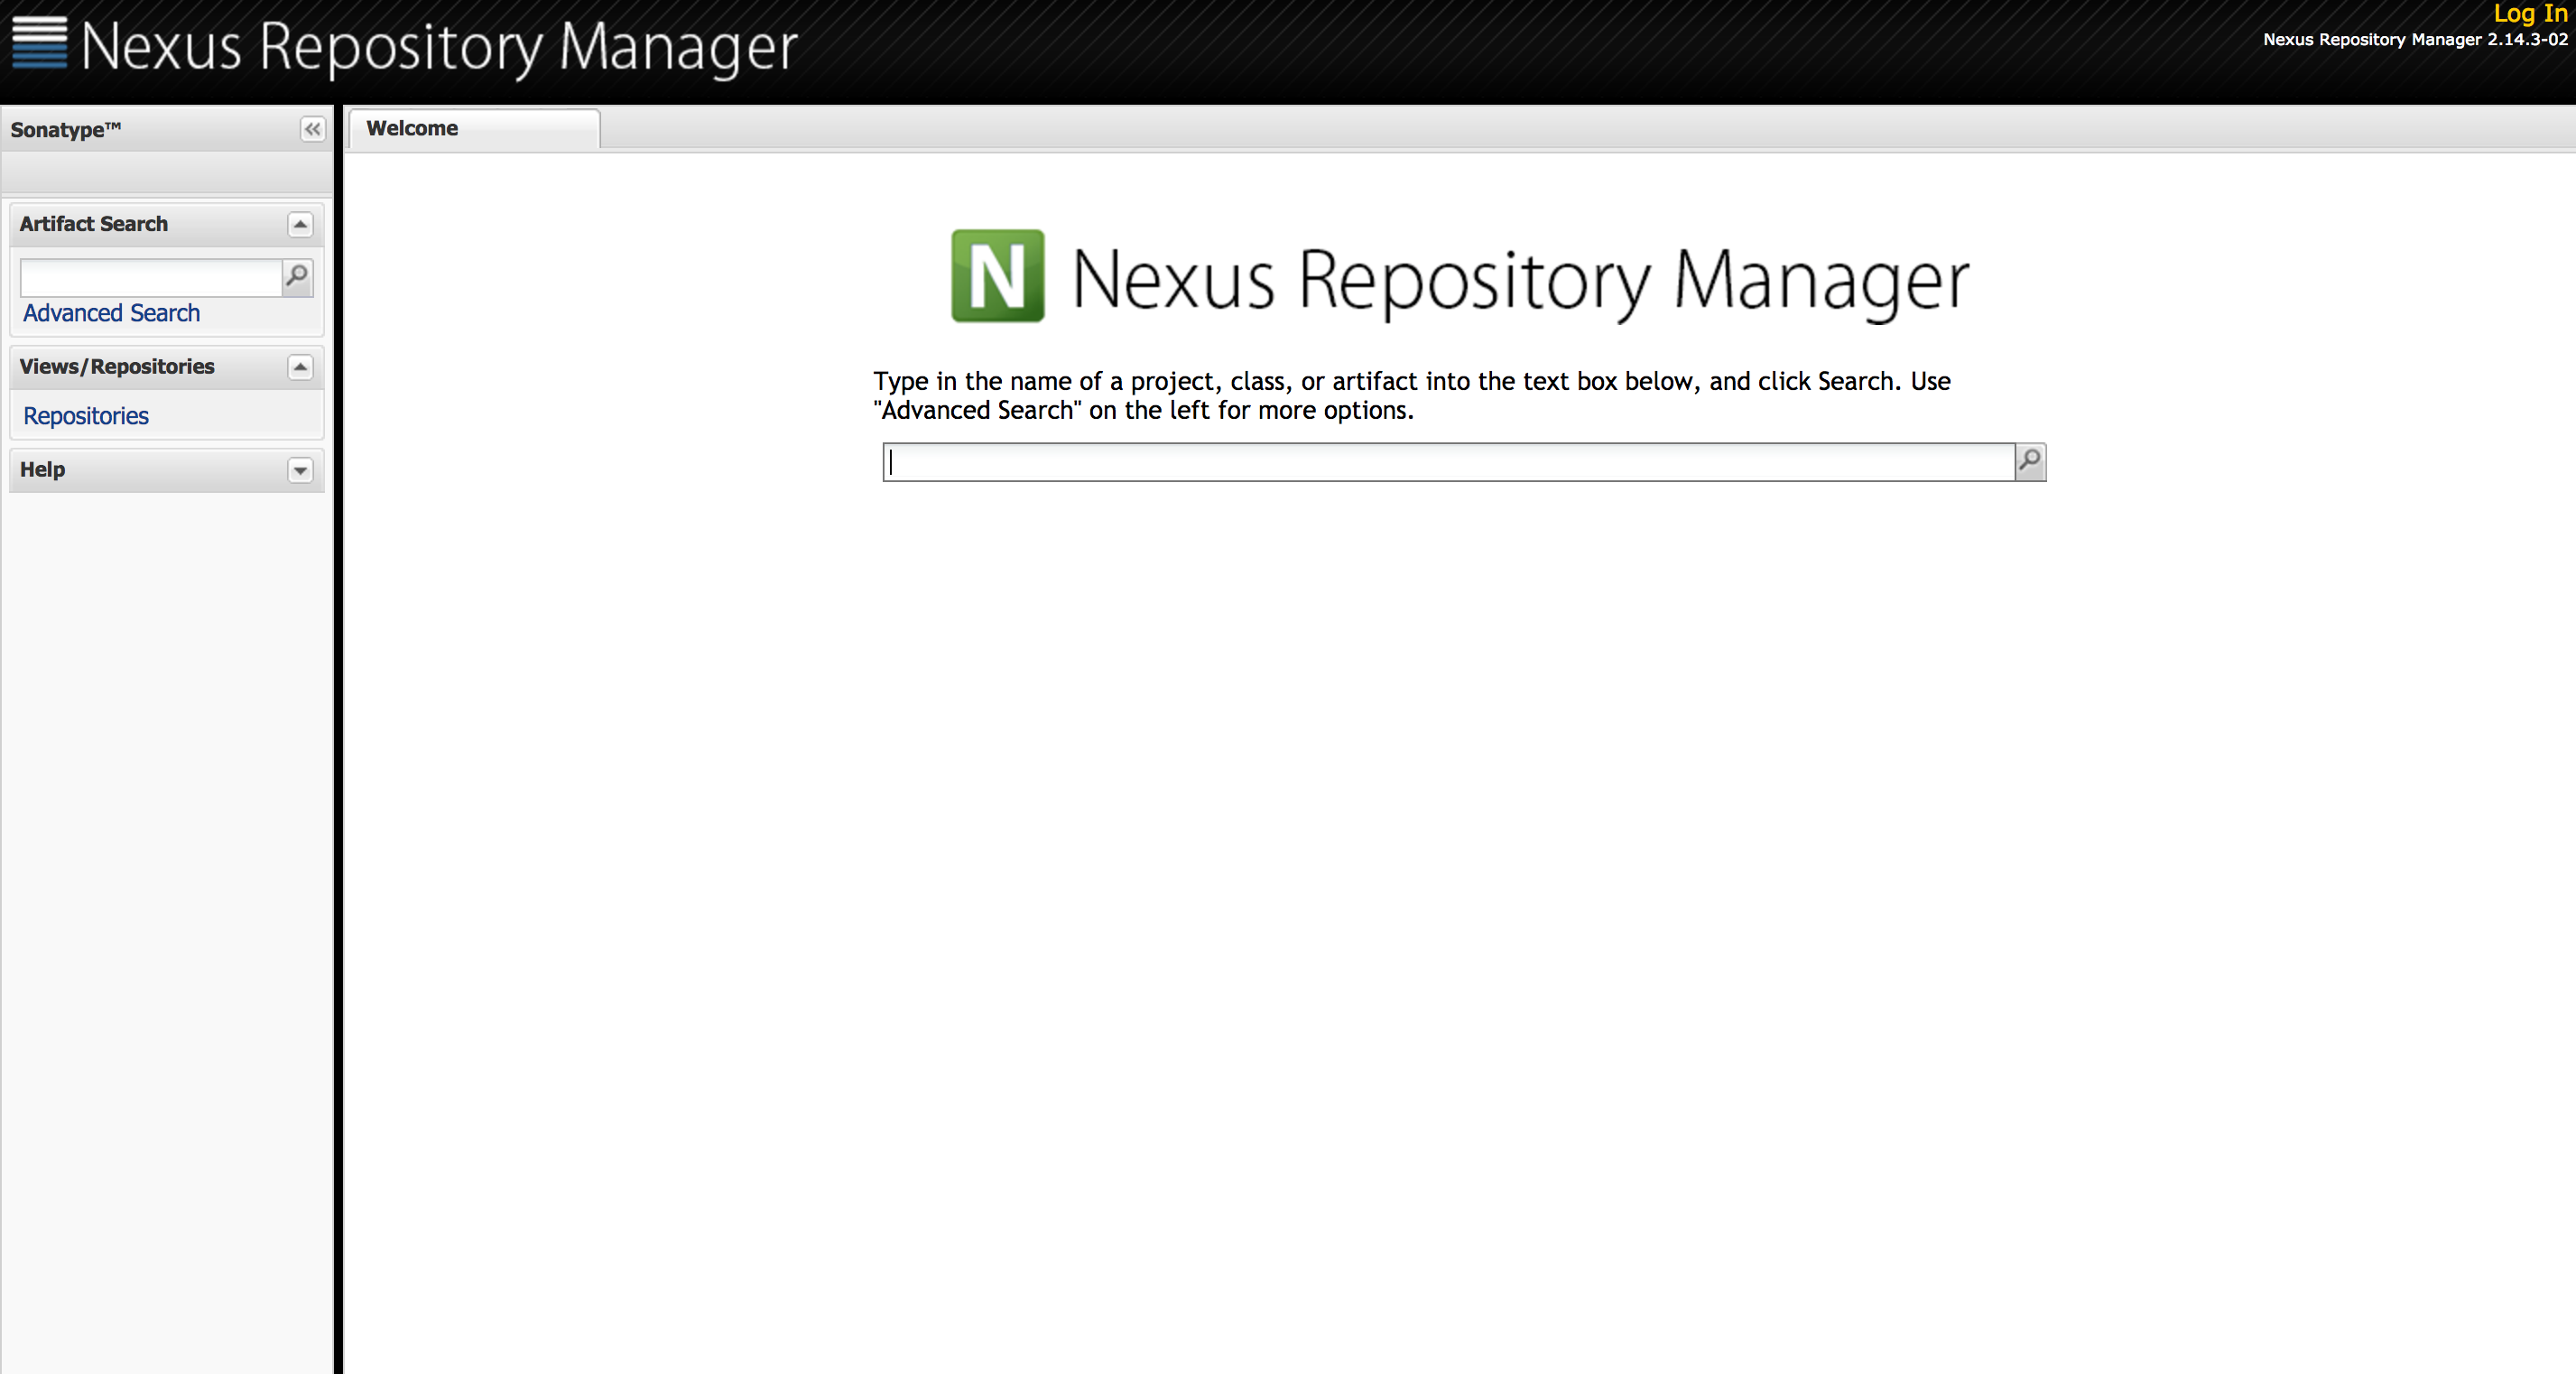 Nexus Repository Manager
Log In
Nexus Repository Manager 2.14.3-02
Sonatype™
Welcome
Artifact Search
Advanced Search
Views/Repositories
Repositories
Help
N Nexus Repository Manager
Type in the name of a project, class, or artifact into the text box below, and click Search. Use
"Advanced Search" on the left for more options.